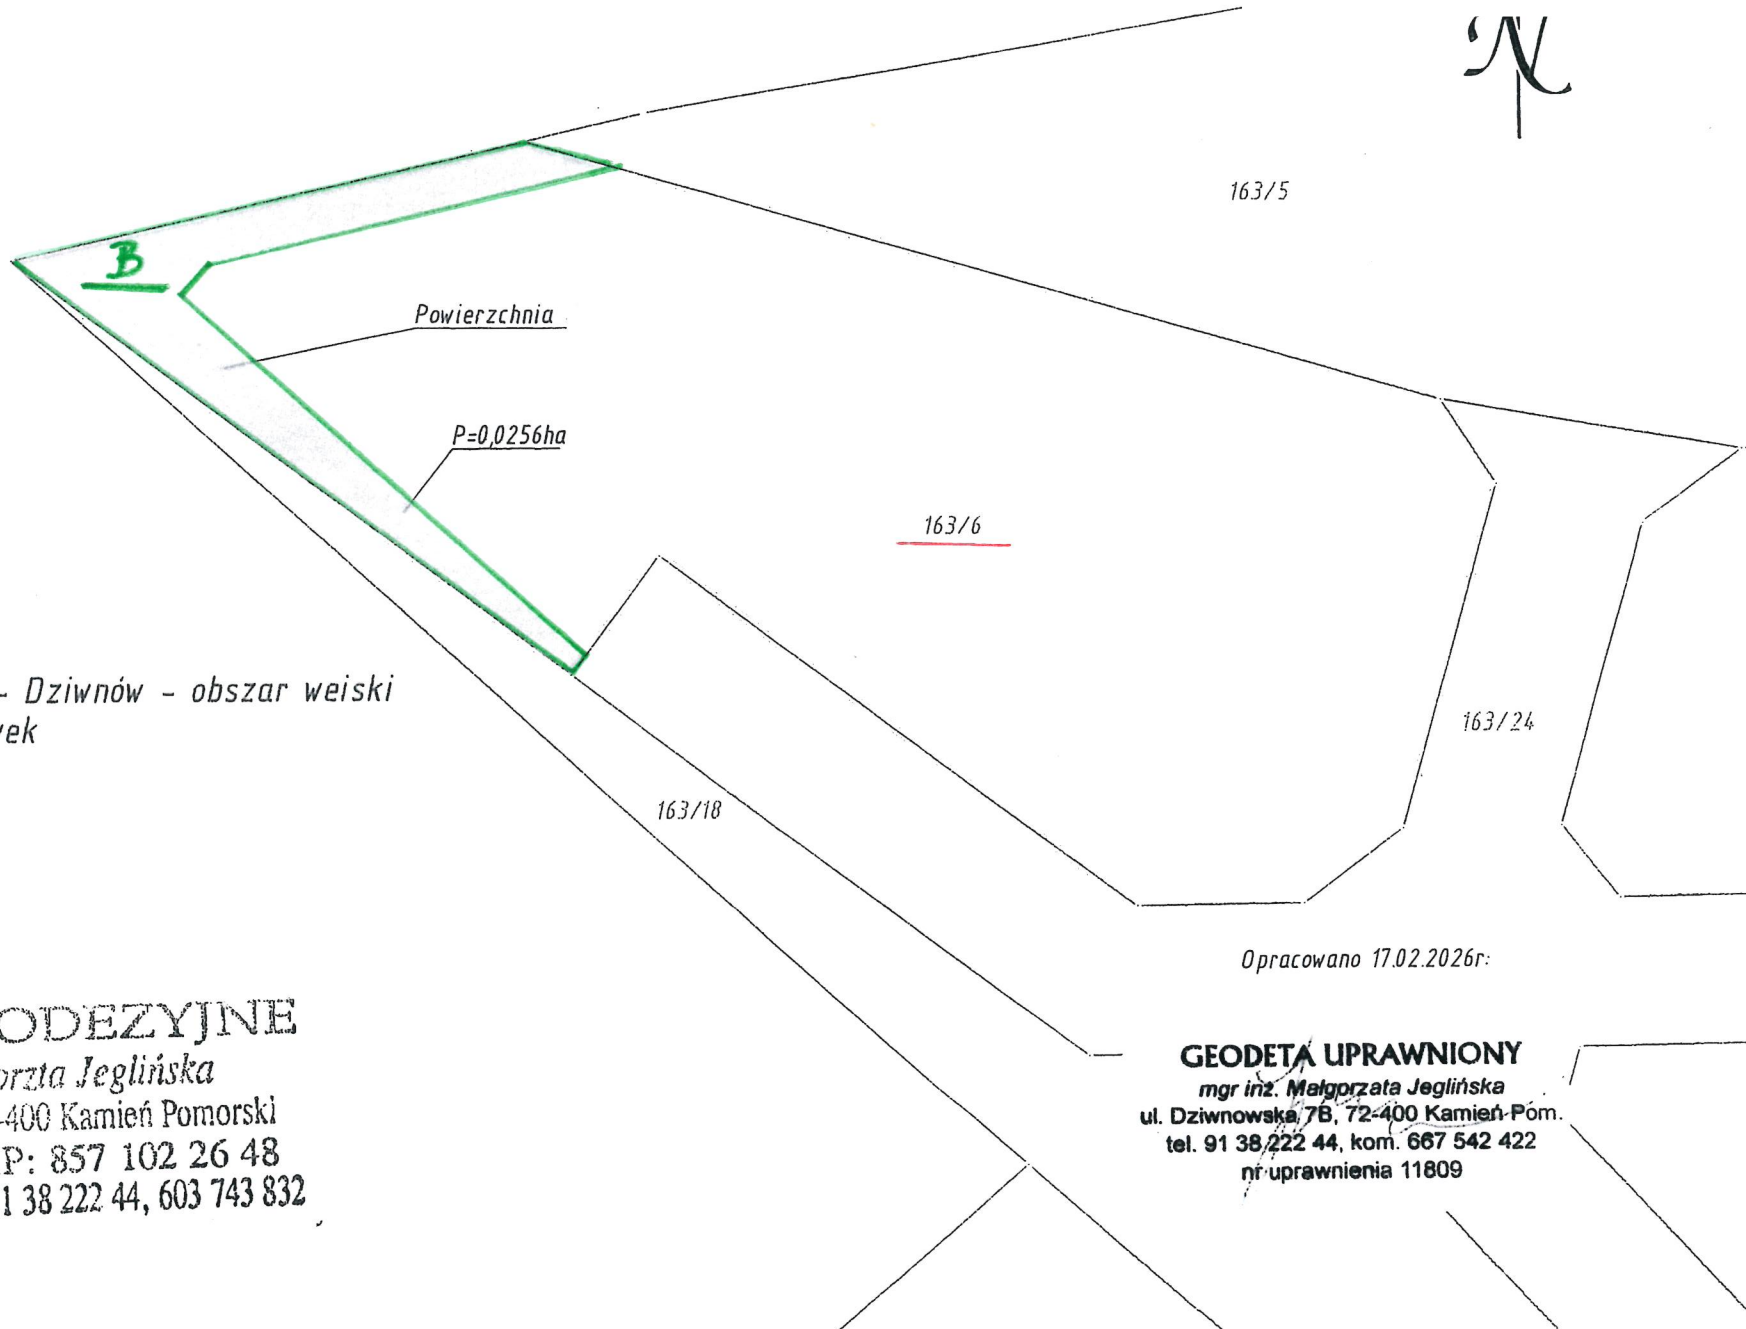 N
163/5
B
Powierzchnia
P=0,0256ha
163/6
- Dziwnów - obszar weiski
163/24
163/18
Opracowano 17.02.2026r:
ODEZYJNE
Jeglińska
-400 Kamień Pomorski
P: 857 102 26 48
1 38 222 44, 603 743 832
GEODETA UPRAWNIONY
mgr inż. Małgorzata Jeglińska
ul. Dziwnowska 7B, 72-400 Kamień Pom.
tel. 91 38 222 44, kom. 667 542 422
nr uprawnienia 11809